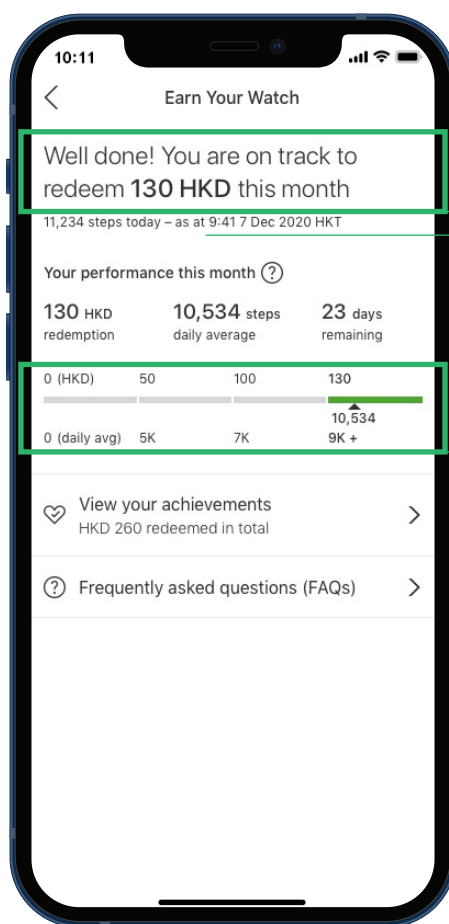 10:11
Earn Your Watch
Well done! You are on track to
redeem 130 HKD this month
11,234 steps today – as at 9:41 7 Dec 2020 HKT
Your performance this month ?
130 HKD 10,534 steps 23 days
redemption daily average remaining
0 (HKD) 50 100 130
10,534
0 (daily avg) 5K 7K 9K +
View your achievements
HKD 260 redeemed in total
? Frequently asked questions (FAQs)